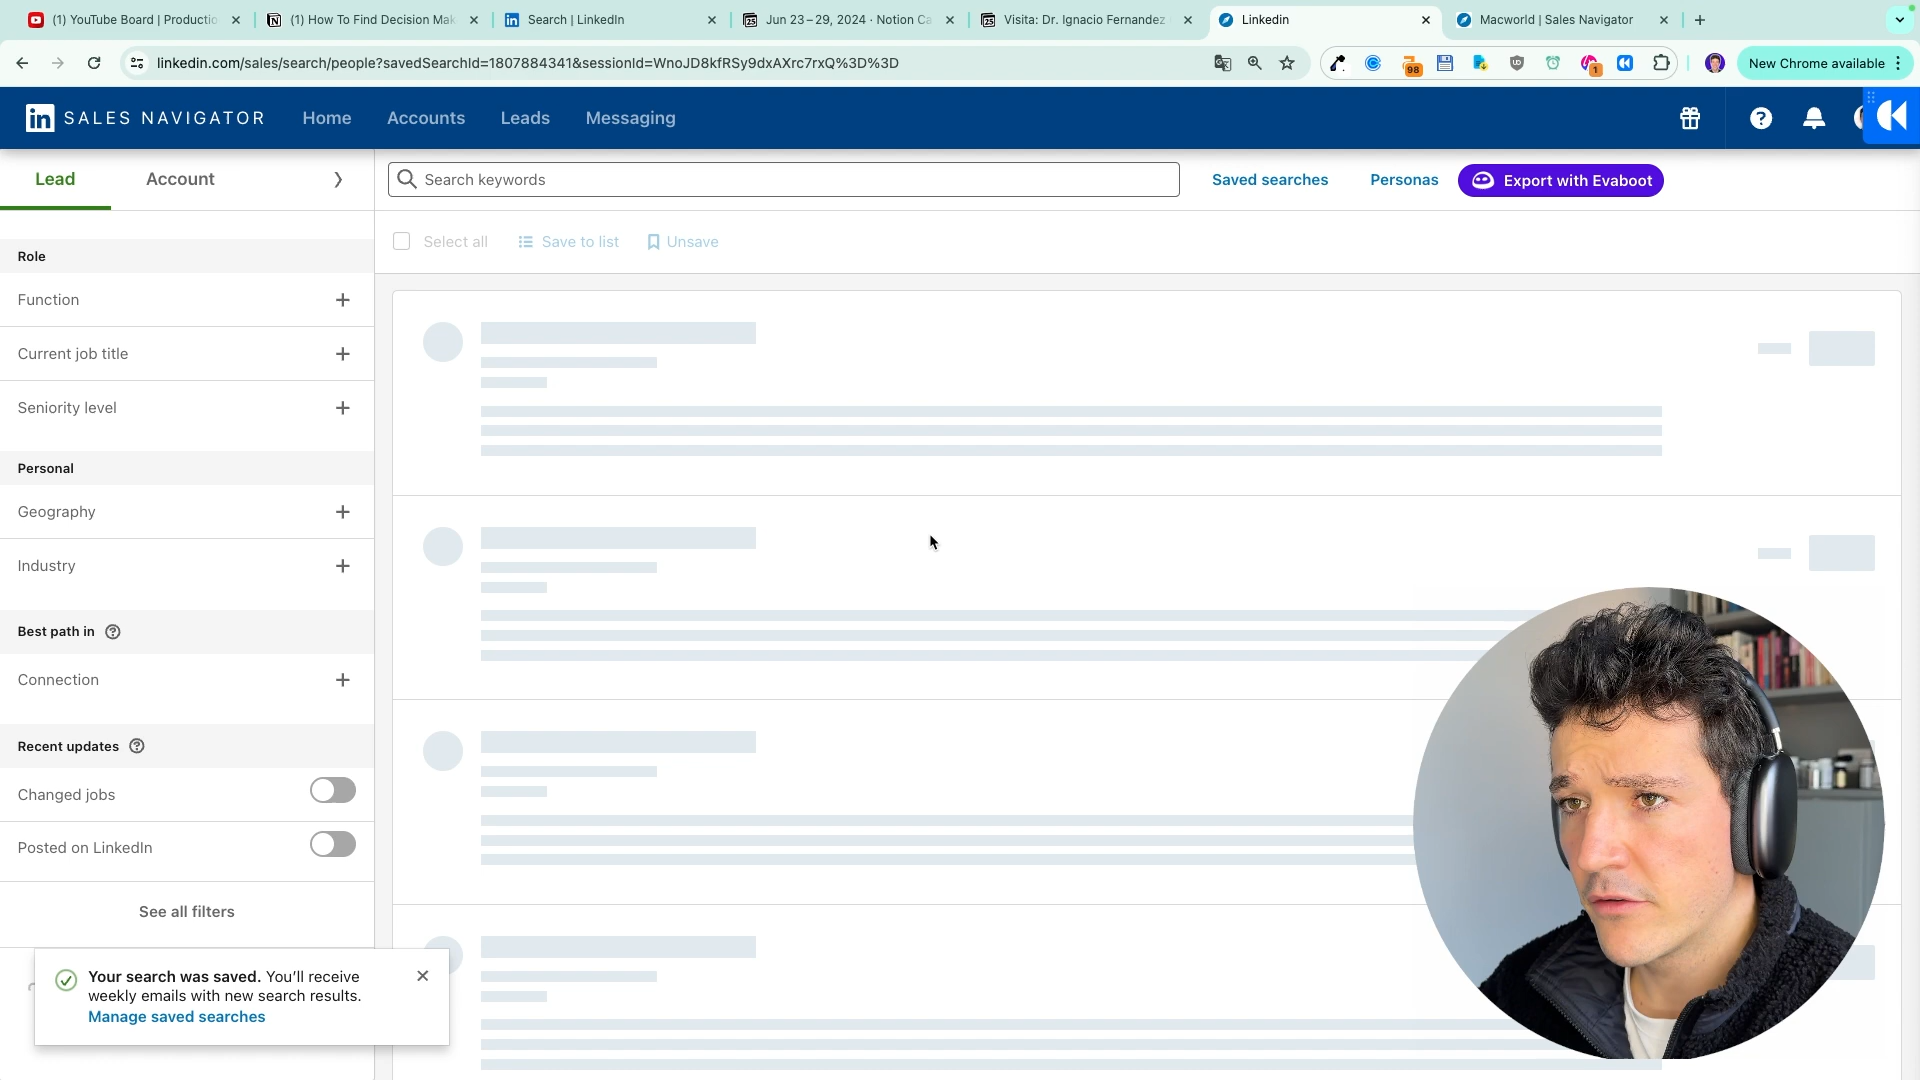 (1) YouTube Board | Productio
(1) How To Find Decision Mak
Search | LinkedIn
Jun 23 – 29, 2024 · Notion Ca
Visita: Dr. Ignacio Fernandez
Linkedin
Macworld | Sales Navigator
linkedin.com/sales/search/people?savedSearchId=1807884341&sessionId=WnoJD8kfRSy9dxAXrc7rxQ%3D%3D
98
1
New Chrome available
in SALES NAVIGATOR
Home
Accounts
Leads
Messaging
Lead
Account
Search keywords
Saved searches
Personas
Export with Evaboot
Select all
Save to list
Unsave
Role
Function
Current job title
Seniority level
Personal
Geography
Industry
Best path in
Connection
Recent updates
Changed jobs
Posted on LinkedIn
See all filters
Your search was saved. You'll receive
weekly emails with new search results.
Manage saved searches